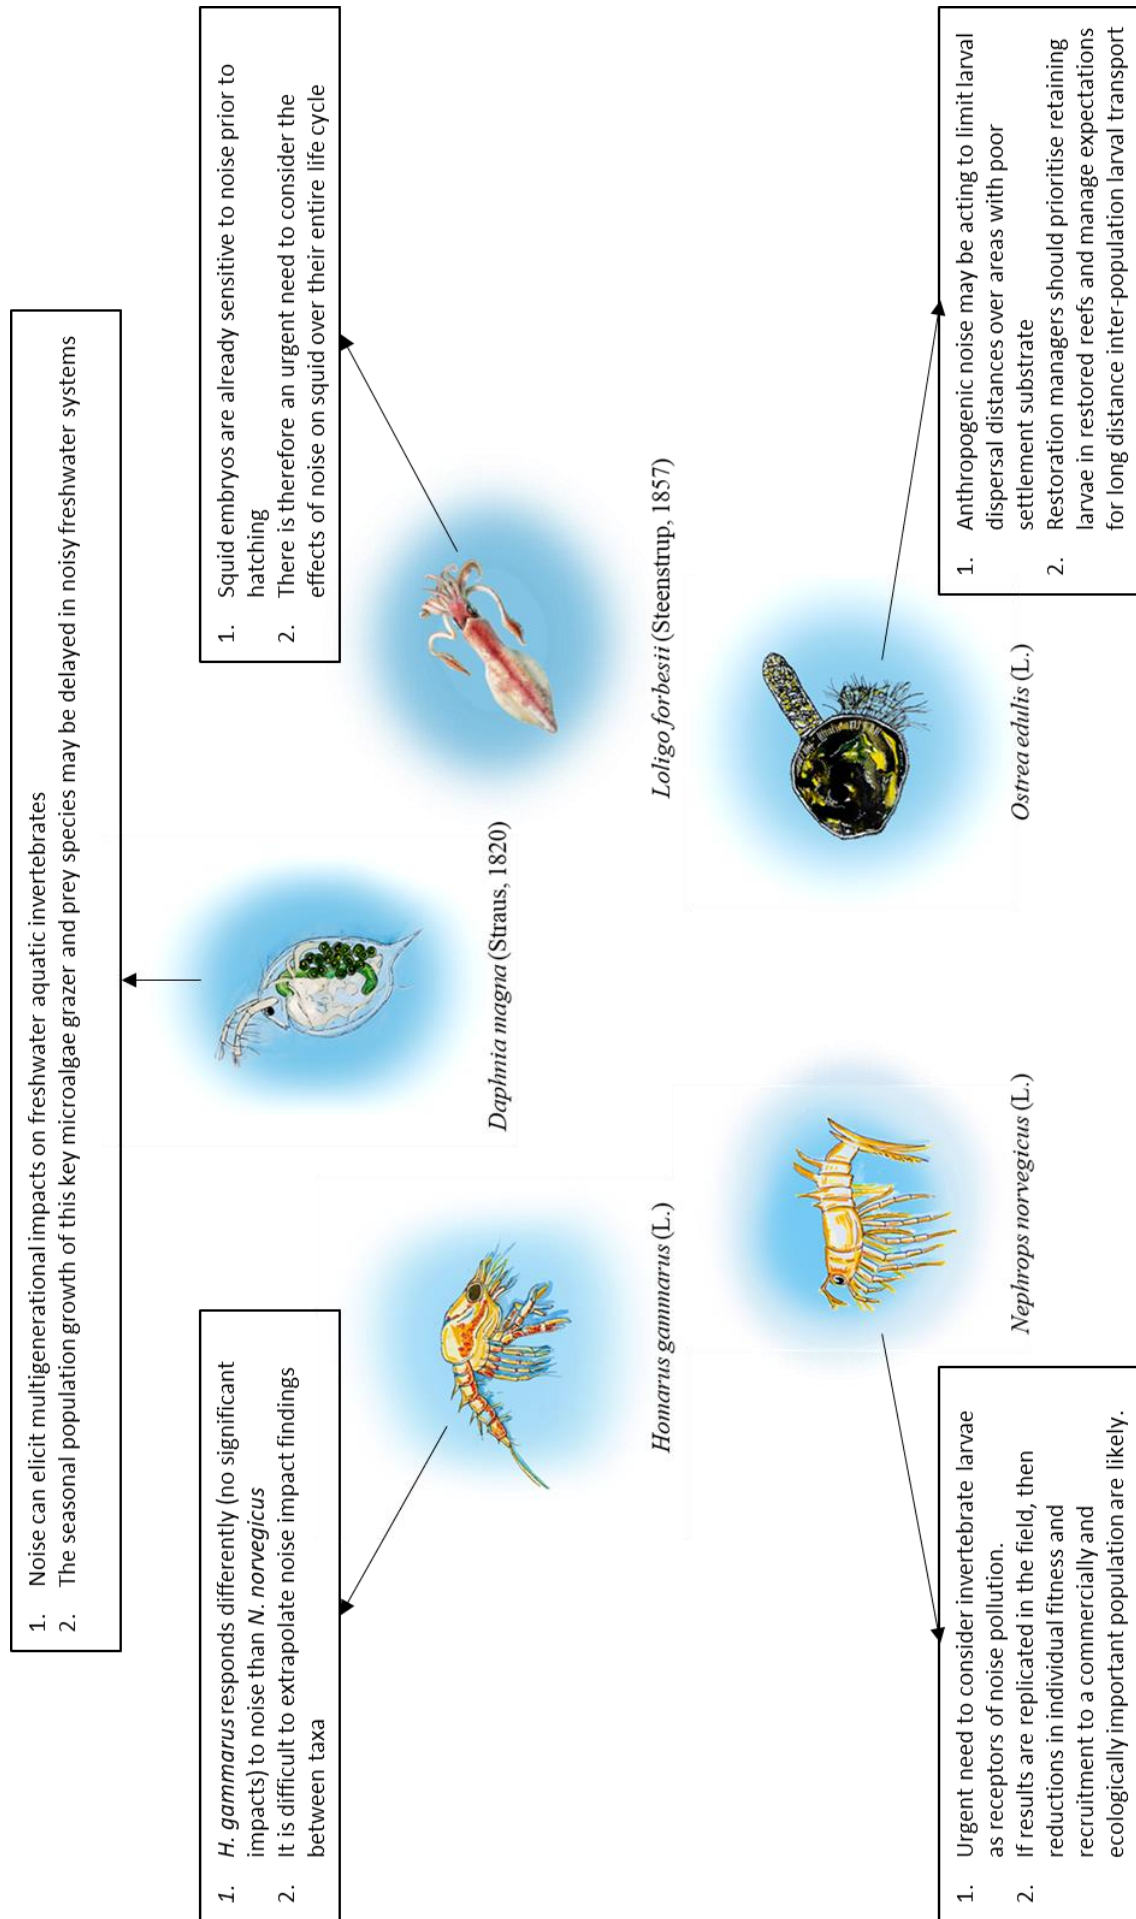 1. Noise can elicit multigenerational impacts on freshwater aquatic invertebrates
2. The seasonal population growth of this key microalgae grazer and prey species may be delayed in noisy freshwater systems
1. H. gammarus responds differently (no significant
impacts) to noise than N. norvegicus
2. It is difficult to extrapolate noise impact findings
between taxa
1. Squid embryos are already sensitive to noise prior to
hatching
2. There is therefore an urgent need to consider the
effects of noise on squid over their entire life cycle
Daphnia magna (Straus, 1820)
Homarus gammarus (L.)
Loligo forbesii (Steenstrup, 1857)
Nephrops norvegicus (L.)
Ostrea edulis (L.)
1. Urgent need to consider invertebrate larvae
as receptors of noise pollution.
2. If results are replicated in the field, then
reductions in individual fitness and
recruitment to a commercially and
ecologically important population are likely.
1. Anthropogenic noise may be acting to limit larval
dispersal distances over areas with poor
settlement substrate
2. Restoration managers should prioritise retaining
larvae in restored reefs and manage expectations
for long distance inter-population larval transport